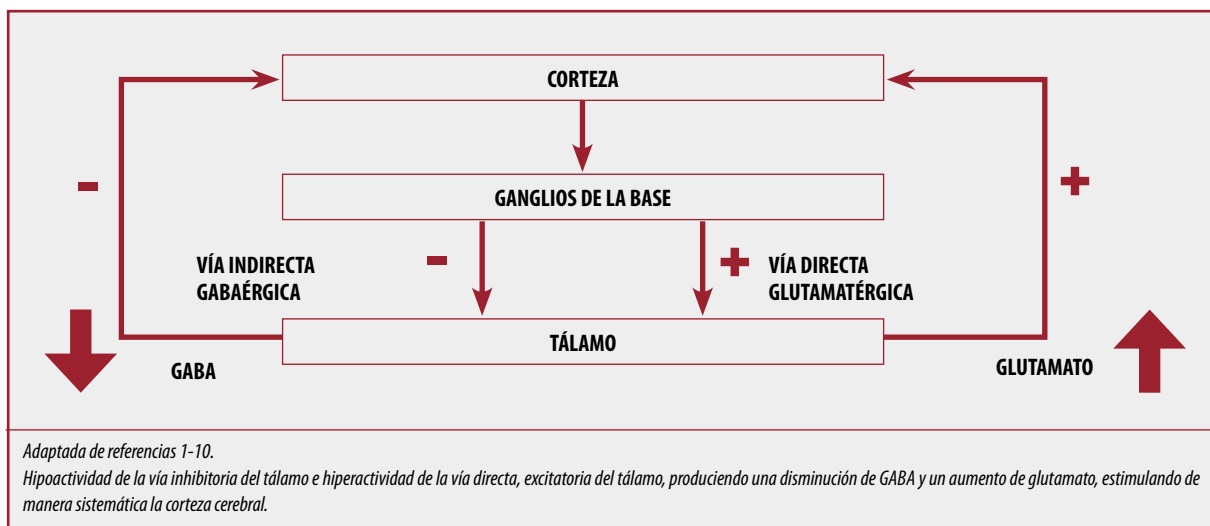 CORTEZA
-
+
GANGLIOS DE LA BASE
VÍA INDIRECTA
GABAÉRGICA
-
+
VÍA DIRECTA
GLUTAMATÉRGICA
TÁLAMO
GABA
GLUTAMATO
Adaptada de referencias 1-10.
Hipoactividad de la vía inhibitoria del tálamo e hiperactividad de la vía directa, excitatoria del tálamo, produciendo una disminución de GABA y un aumento de glutamato, estimulando de
manera sistemática la corteza cerebral.